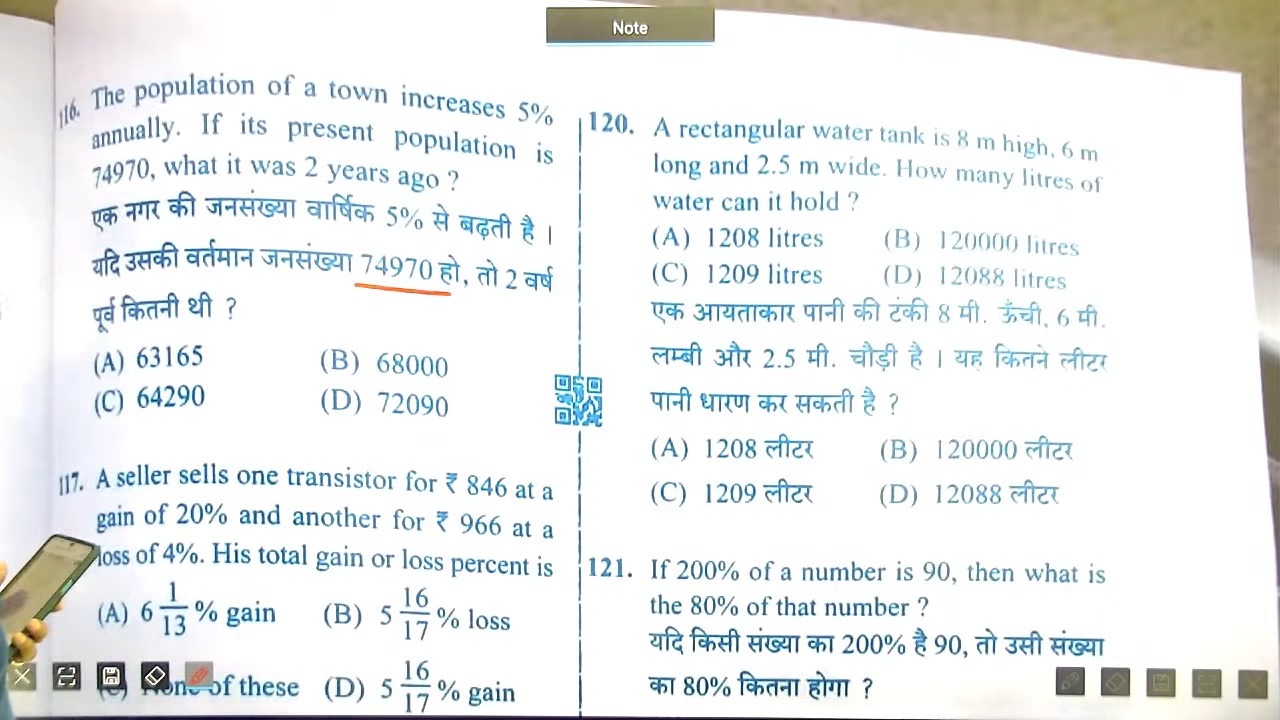 Note
116. The population of a town increases 5%
annually. If its present population is
74970, what it was 2 years ago ?
एक नगर की जनसंख्या वार्षिक 5% से बढ़ती है ।
यदि उसकी वर्तमान जनसंख्या 74970 हो, तो 2 वर्ष
पूर्व कितनी थी ?
(A) 63165 (B) 68000
(C) 64290 (D) 72090
117. A seller sells one transistor for ₹ 846 at a
gain of 20% and another for ₹ 966 at a
loss of 4%. His total gain or loss percent is
(A) 6 1/13 % gain (B) 5 16/17 % loss
(C) None of these (D) 5 16/17 % gain
120. A rectangular water tank is 8 m high, 6 m
long and 2.5 m wide. How many litres of
water can it hold ?
(A) 1208 litres (B) 120000 litres
(C) 1209 litres (D) 12088 litres
एक आयताकार पानी की टंकी 8 मी. ऊँची, 6 मी.
लम्बी और 2.5 मी. चौड़ी है । यह कितने लीटर
पानी धारण कर सकती है ?
(A) 1208 लीटर (B) 120000 लीटर
(C) 1209 लीटर (D) 12088 लीटर
121. If 200% of a number is 90, then what is
the 80% of that number ?
यदि किसी संख्या का 200% है 90, तो उसी संख्या
का 80% कितना होगा ?